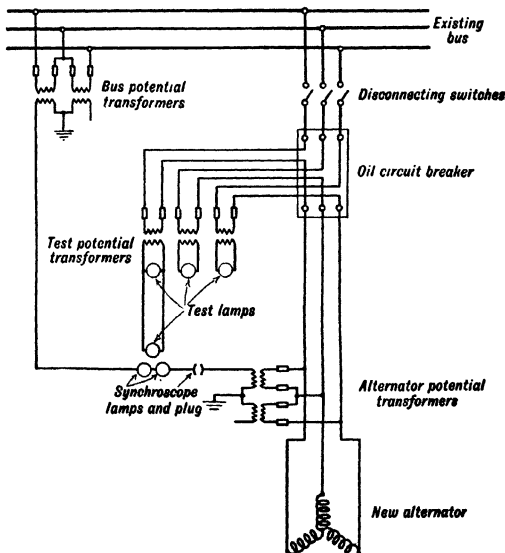 Existing
bus
Bus potential
transformers
Disconnecting switches
Oil circuit breaker
Test potential
transformers
Test lamps
Synchroscope
lamps and plug
Alternator potential
transformers
New alternator